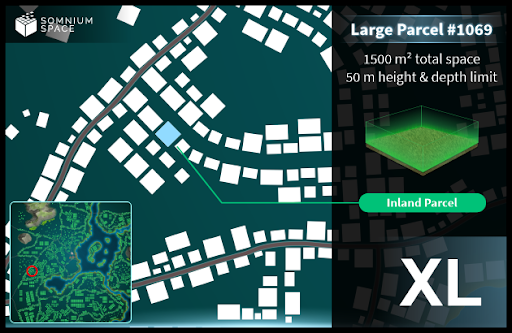 SOMNIUM
SPACE
Large Parcel #1069
1500 m² total space
50 m height & depth limit
Inland Parcel
XL